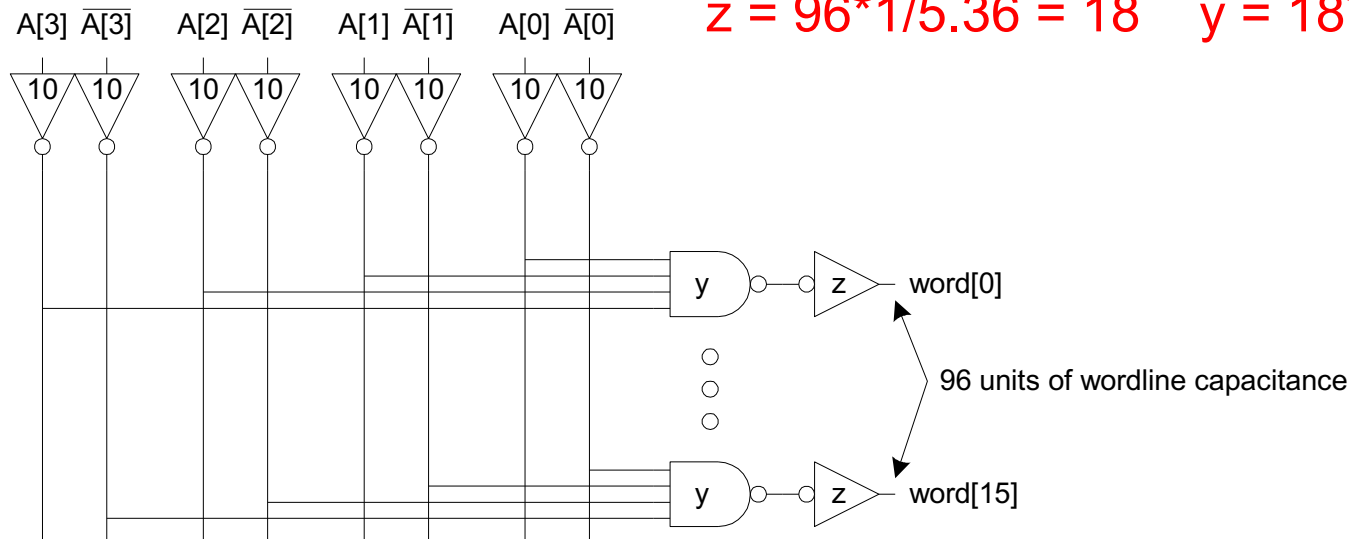 z = 96*1/5.36 = 18 y = 18
A[3] A[3] A[2] A[2] A[1] A[1] A[0] A[0]
10 10 10 10 10 10 10 10
y z word[0]
96 units of wordline capacitance
y z word[15]